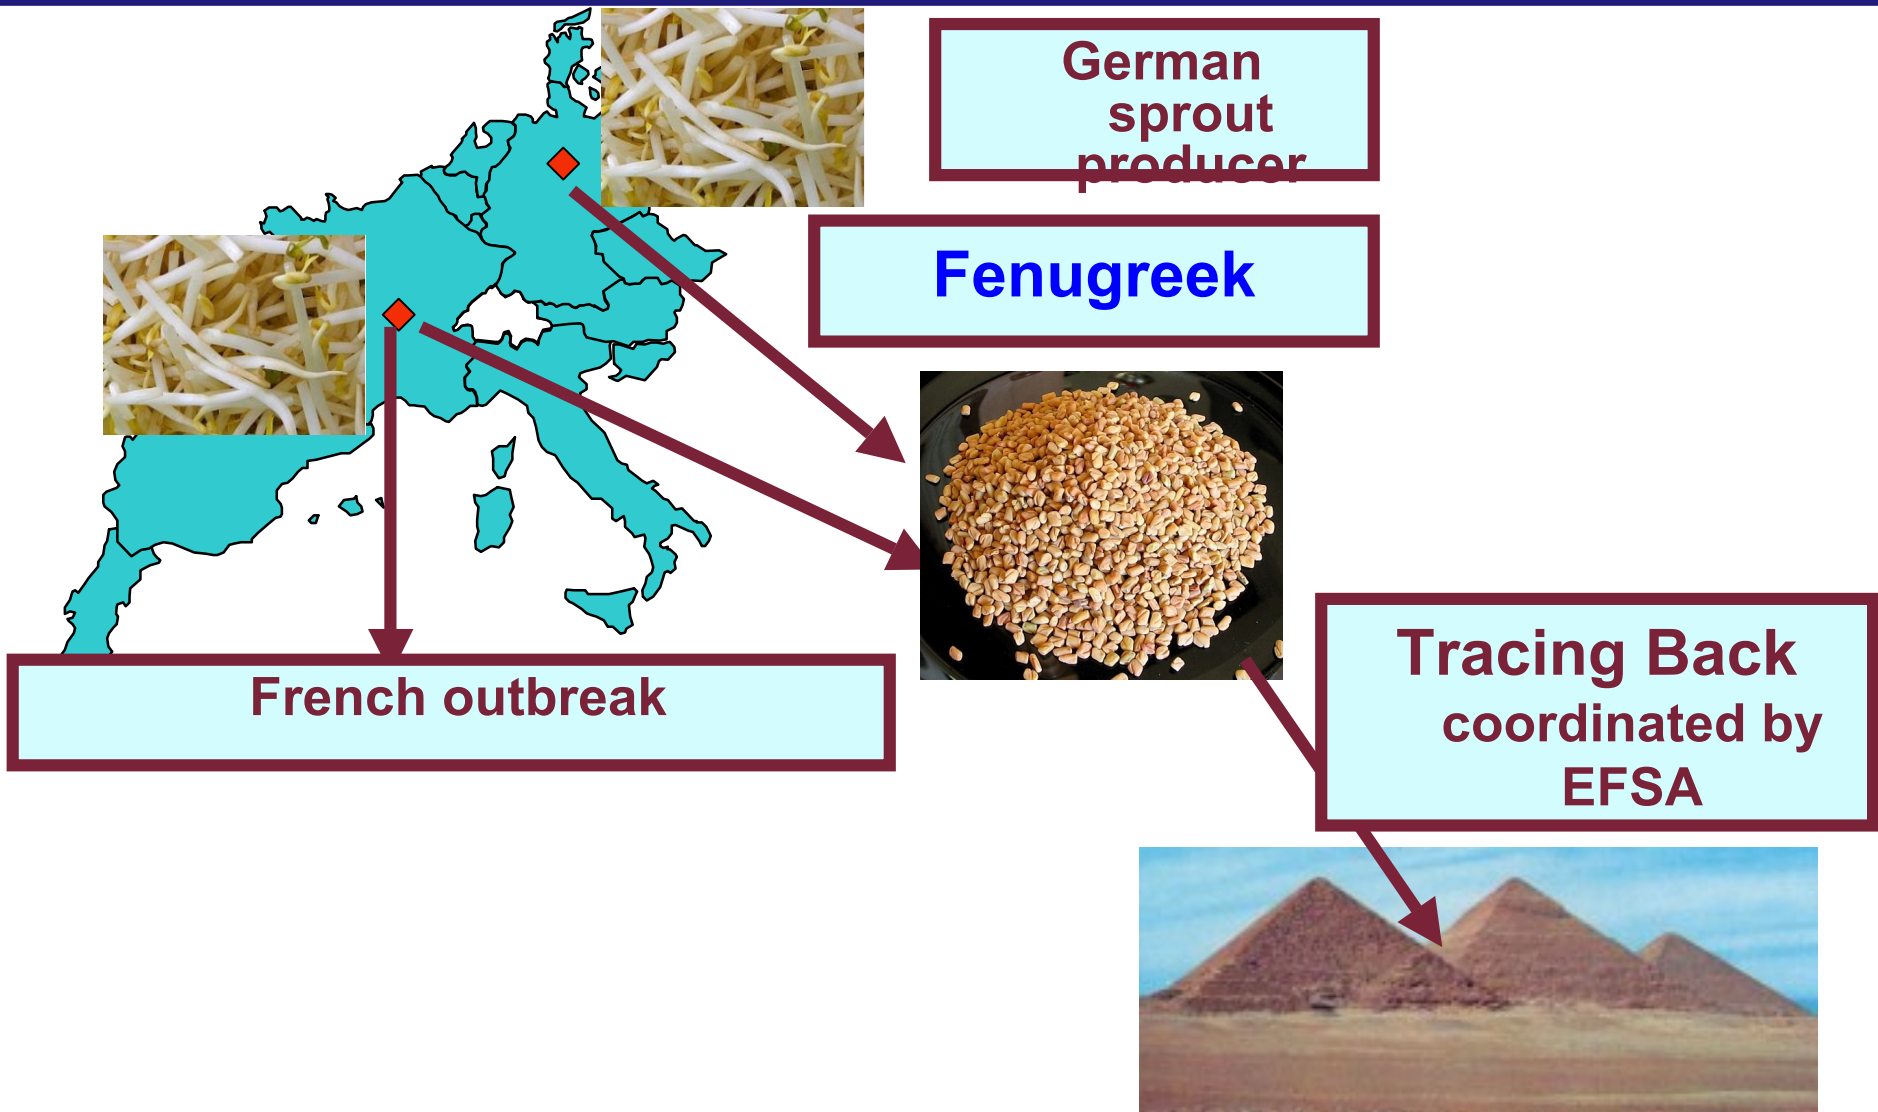 German
sprout
producer
Fenugreek
French outbreak
Tracing Back
coordinated by
EFSA